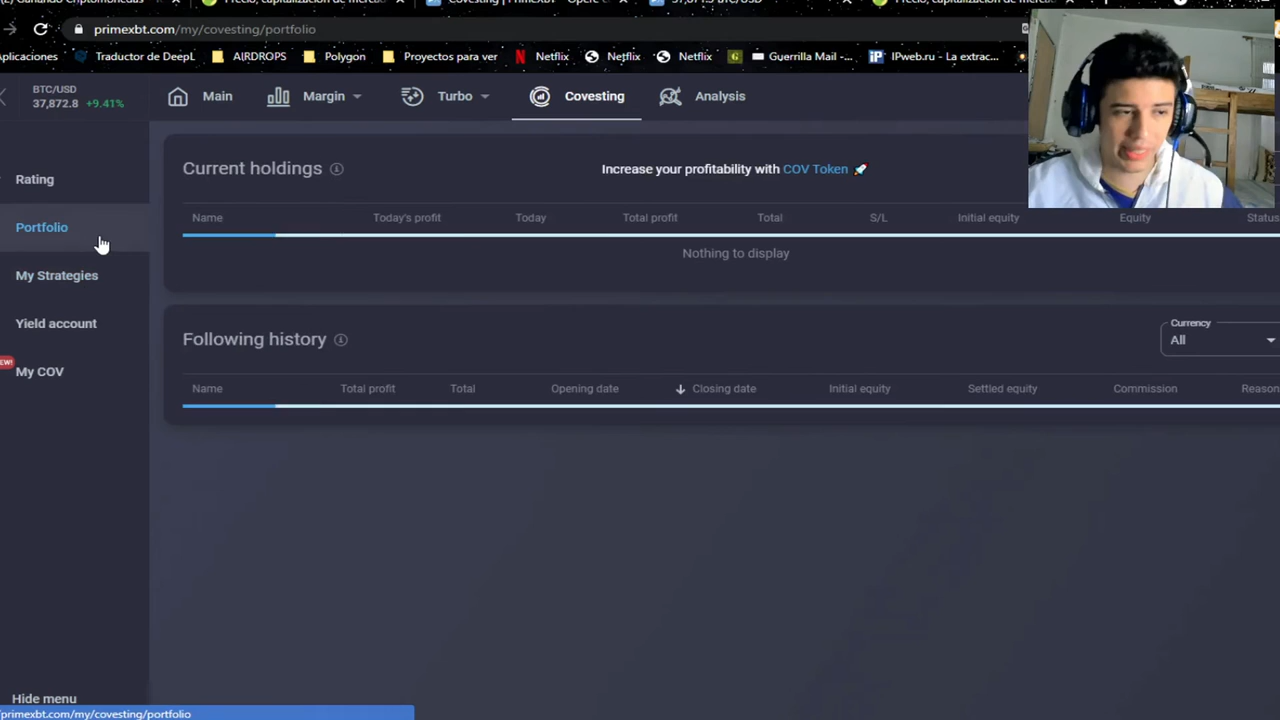 primexbt.com/my/covesting/portfolio
Aplicaciones Traductor de DeepL A(RDROPS Polygon Proyectos para ver Netflix Netflix Netflix Guerrilla Mail -... IPweb.ru - La extrac...
BTC/USD
37,872.8 +9.41%
Main Margin Turbo Covesting Analysis
Rating
Portfolio
My Strategies
Yield account
My COV
Hide menu
primexbt.com/my/covesting/portfolio
Current holdings
Increase your profitability with COV Token 🚀
Name Today's profit Today Total profit Total S/L Initial equity Equity Status
Nothing to display
Following history
Currency
All
Name Total profit Total Opening date Closing date Initial equity Settled equity Commission Reason